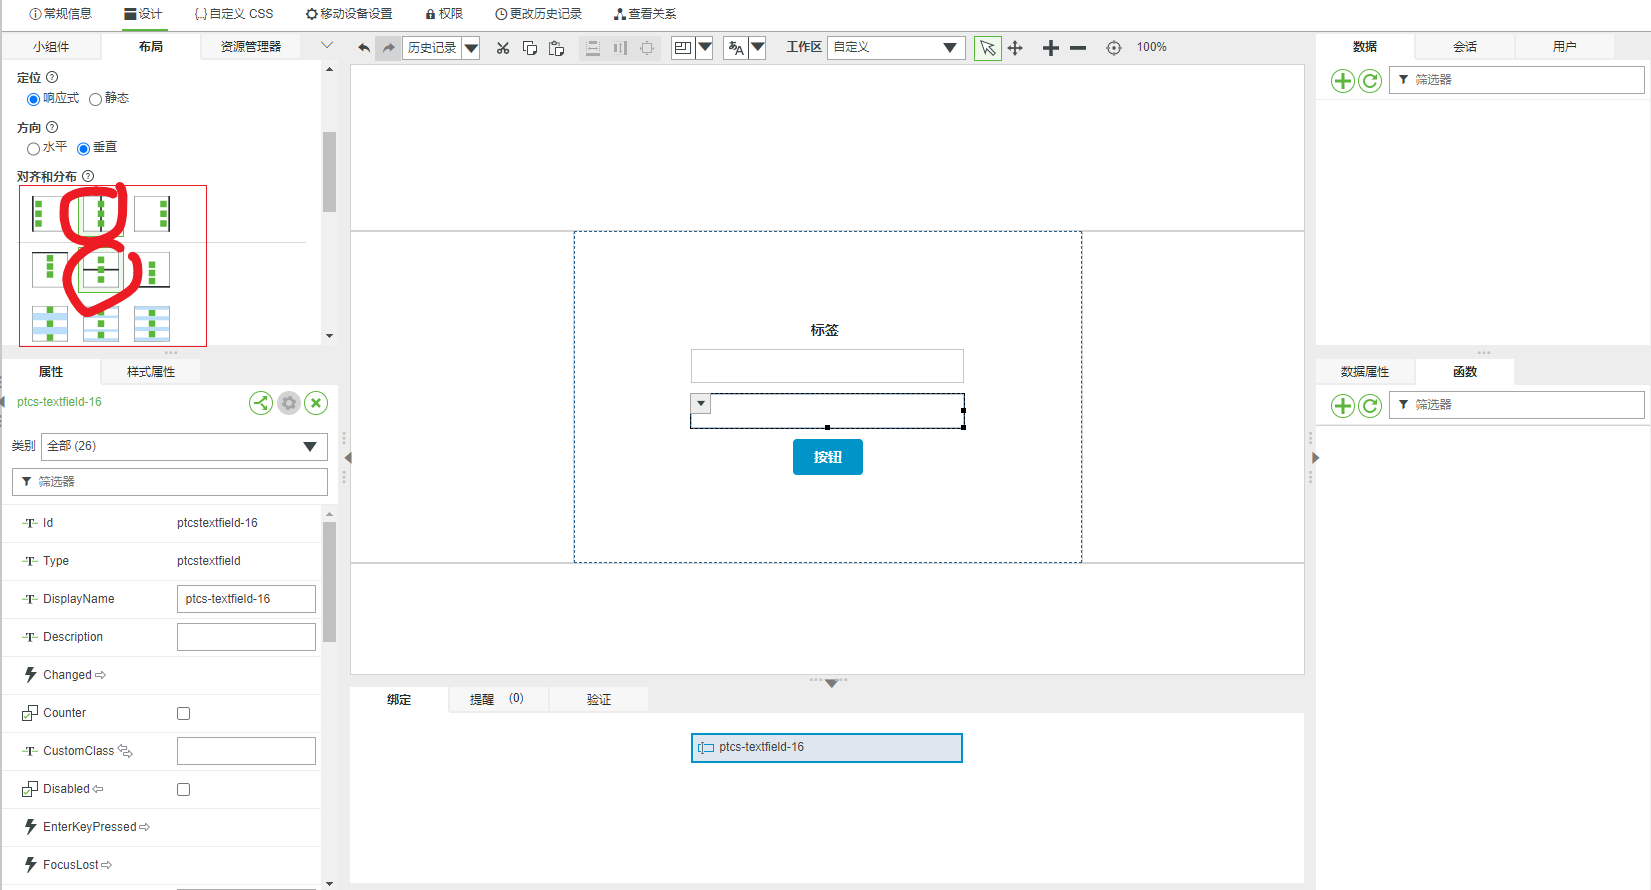 常规信息 设计 {..}自定义 CSS 移动设备设置 权限 更改历史记录 查看关系
小组件 布局 资源管理器
历史记录 工作区 自定义 100%
数据 会话 用户
筛选器
定位
响应式 静态
方向
水平 垂直
对齐和分布
标签
按钮
属性 样式属性
ptcs-textfield-16
类别 全部 (26)
筛选器
Id ptcstextfield-16
Type ptcstextfield
DisplayName ptcs-textfield-16
Description
Changed
Counter
CustomClass
Disabled
EnterKeyPressed
FocusLost
绑定 提醒 (0) 验证
ptcs-textfield-16
数据属性 函数
筛选器